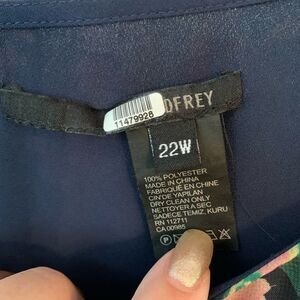 11479928
DFREY
22W
100% POLYESTER
MADE IN CHINA
FABRIQUÉ EN CHINE
CIN'DE YAPILAN
DRY CLEAN ONLY
NETTOYER A SEC
SADECE TEMIZ, KURU
RN 112711
CA 00985